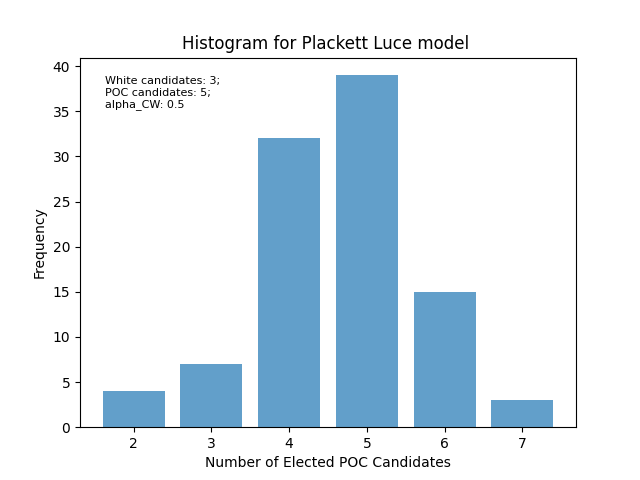 Histogram for Plackett Luce model
White candidates: 3;
POC candidates: 5;
alpha_CW: 0.5
40
35
30
25
20
15
10
5
0
Frequency
2 3 4 5 6 7
Number of Elected POC Candidates